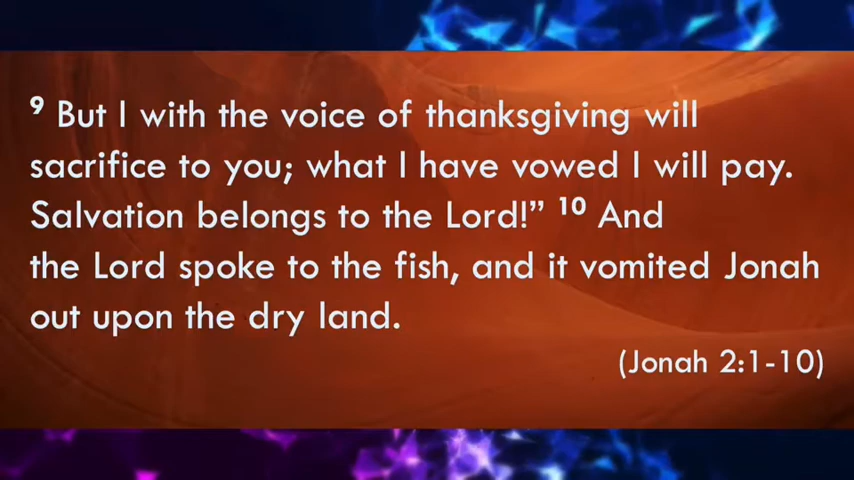 ⁹ But I with the voice of thanksgiving will
sacrifice to you; what I have vowed I will pay.
Salvation belongs to the Lord!” ¹⁰ And
the Lord spoke to the fish, and it vomited Jonah
out upon the dry land.
(Jonah 2:1-10)